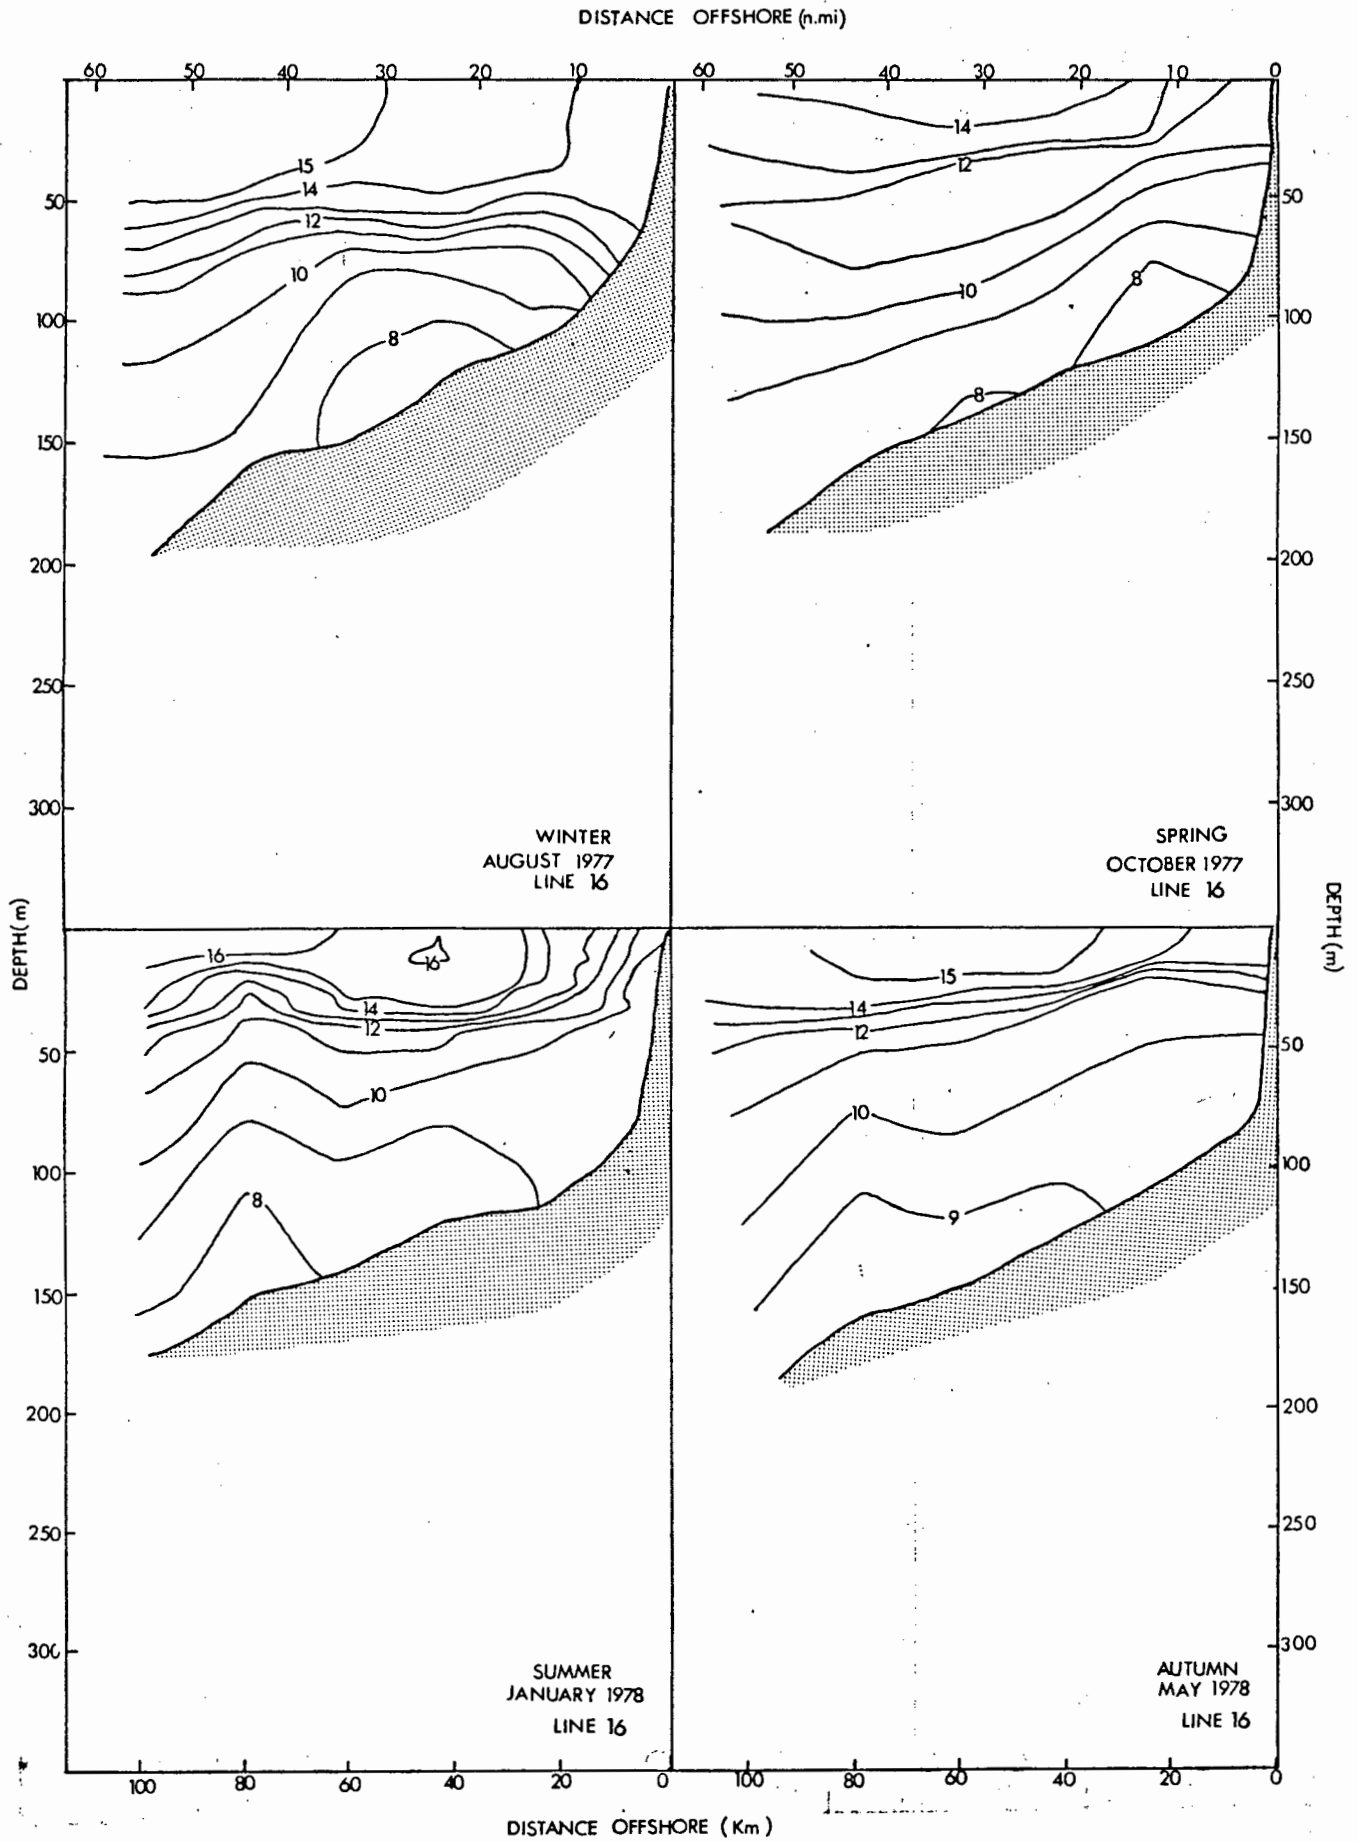 DISTANCE OFFSHORE (n.mi)
60 50 40 30 20 10 60 50 40 30 20 10 0
15
14
12
10
8
50
100
150
200
250
300
WINTER
AUGUST 1977
LINE 16
14
12
10
8
8
50
100
150
200
250
300
SPRING
OCTOBER 1977
LINE 16
DEPTH(m)
DEPTH (m)
16
16
14
12
10
8
50
100
150
200
250
300
SUMMER
JANUARY 1978
LINE 16
15
14
12
10
9
50
100
150
200
250
300
AUTUMN
MAY 1978
LINE 16
100 80 60 40 20 0 100 80 60 40 20 0
DISTANCE OFFSHORE (Km)